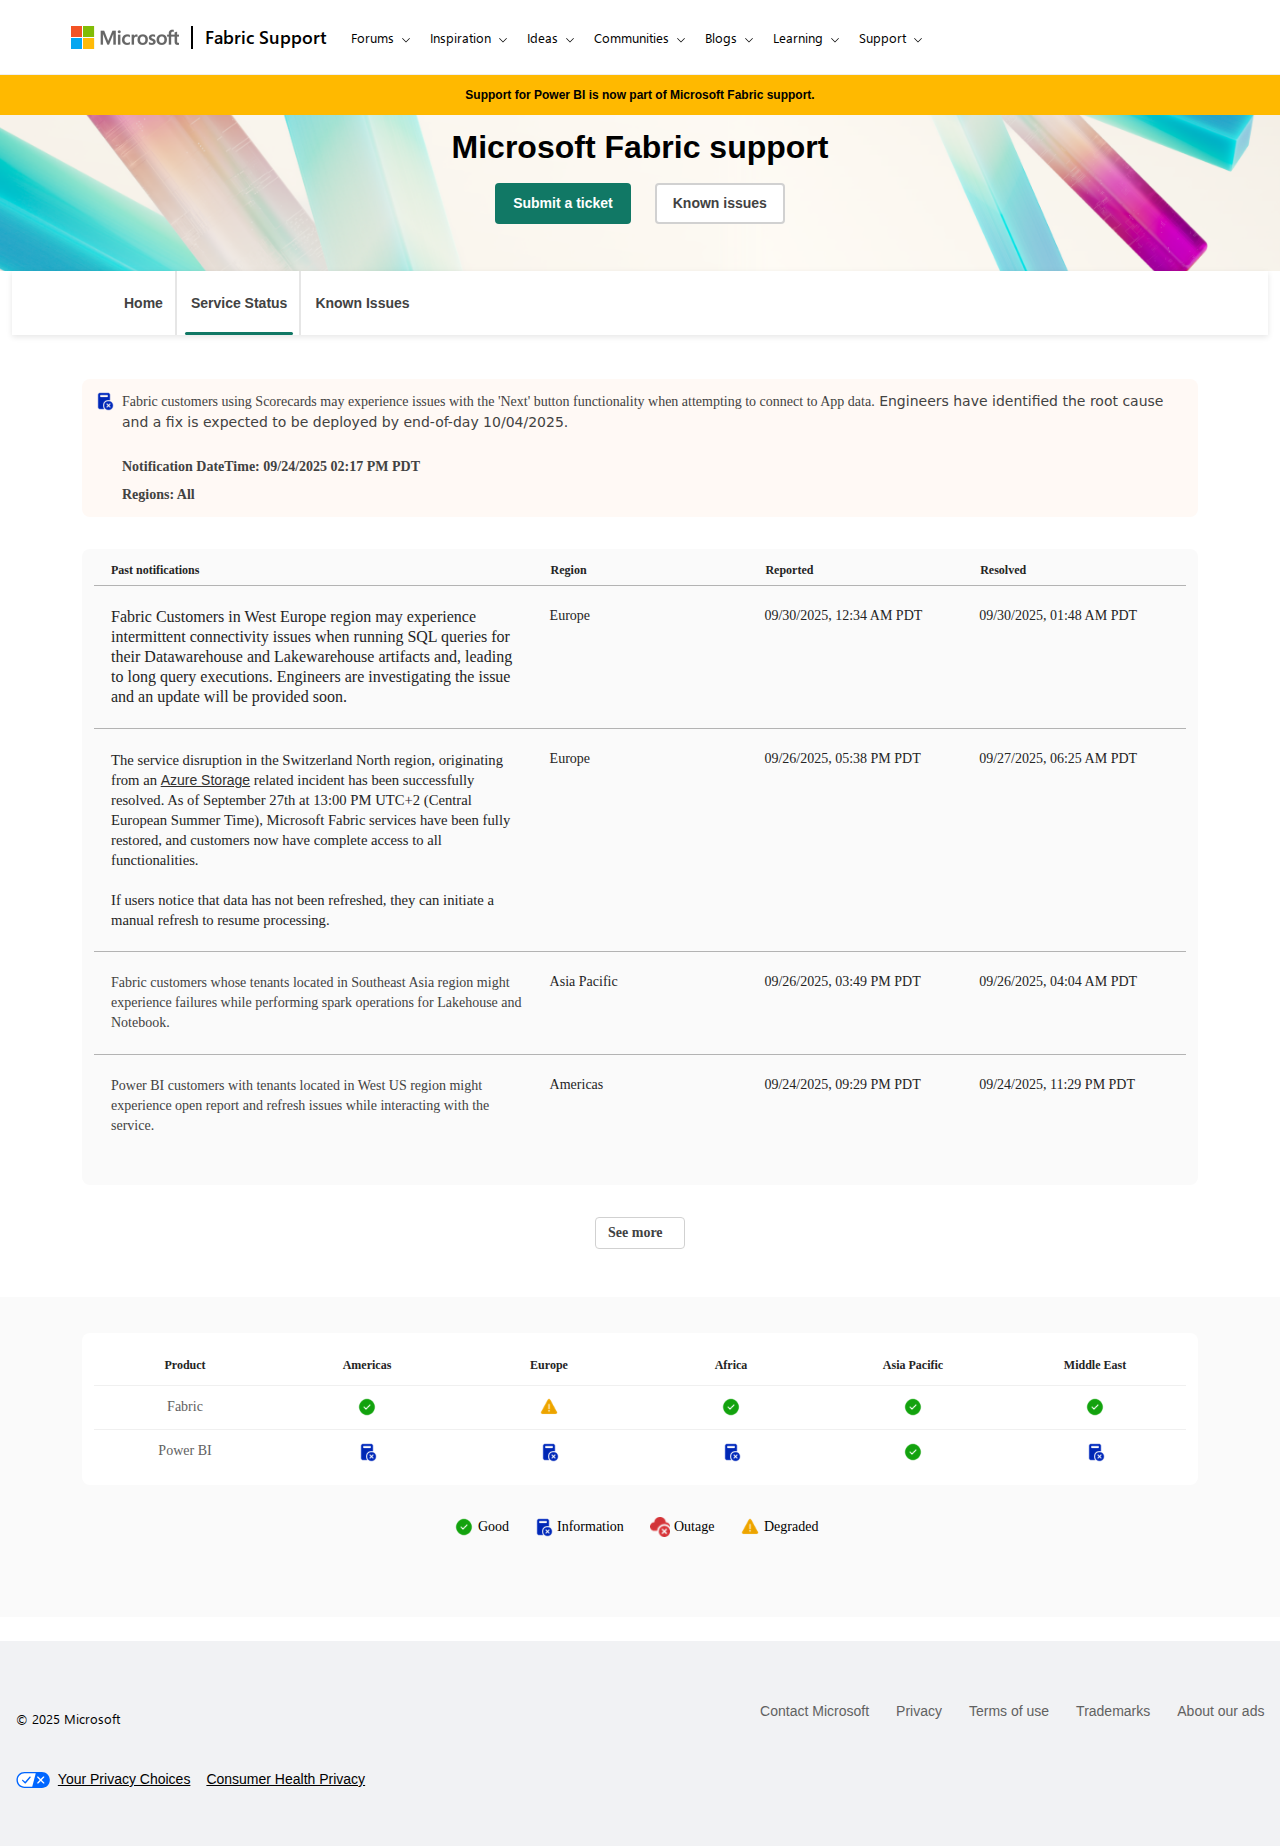 Microsoft
Fabric Support
Forums Inspiration Ideas Communities Blogs Learning Support
Support for Power BI is now part of Microsoft Fabric support.
Microsoft Fabric support
Submit a ticket Known issues
Home Service Status Known Issues
Fabric customers using Scorecards may experience issues with the 'Next' button functionality when attempting to connect to App data. Engineers have identified the root cause
and a fix is expected to be deployed by end-of-day 10/04/2025.
Notification DateTime: 09/24/2025 02:17 PM PDT
Regions: All
Past notifications Region Reported Resolved
Fabric Customers in West Europe region may experience Europe 09/30/2025, 12:34 AM PDT 09/30/2025, 01:48 AM PDT
intermittent connectivity issues when running SQL queries for
their Datawarehouse and Lakewarehouse artifacts and, leading
to long query executions. Engineers are investigating the issue
and an update will be provided soon.
The service disruption in the Switzerland North region, originating Europe 09/26/2025, 05:38 PM PDT 09/27/2025, 06:25 AM PDT
from an Azure Storage related incident has been successfully
resolved. As of September 27th at 13:00 PM UTC+2 (Central
European Summer Time), Microsoft Fabric services have been fully
restored, and customers now have complete access to all
functionalities.
If users notice that data has not been refreshed, they can initiate a
manual refresh to resume processing.
Fabric customers whose tenants located in Southeast Asia region might Asia Pacific 09/26/2025, 03:49 PM PDT 09/26/2025, 04:04 AM PDT
experience failures while performing spark operations for Lakehouse and
Notebook.
Power BI customers with tenants located in West US region might Americas 09/24/2025, 09:29 PM PDT 09/24/2025, 11:29 PM PDT
experience open report and refresh issues while interacting with the
service.
See more
Product Americas Europe Africa Asia Pacific Middle East
Fabric
Power BI
Good Information Outage Degraded
© 2025 Microsoft
Contact Microsoft Privacy Terms of use Trademarks About our ads
Your Privacy Choices Consumer Health Privacy